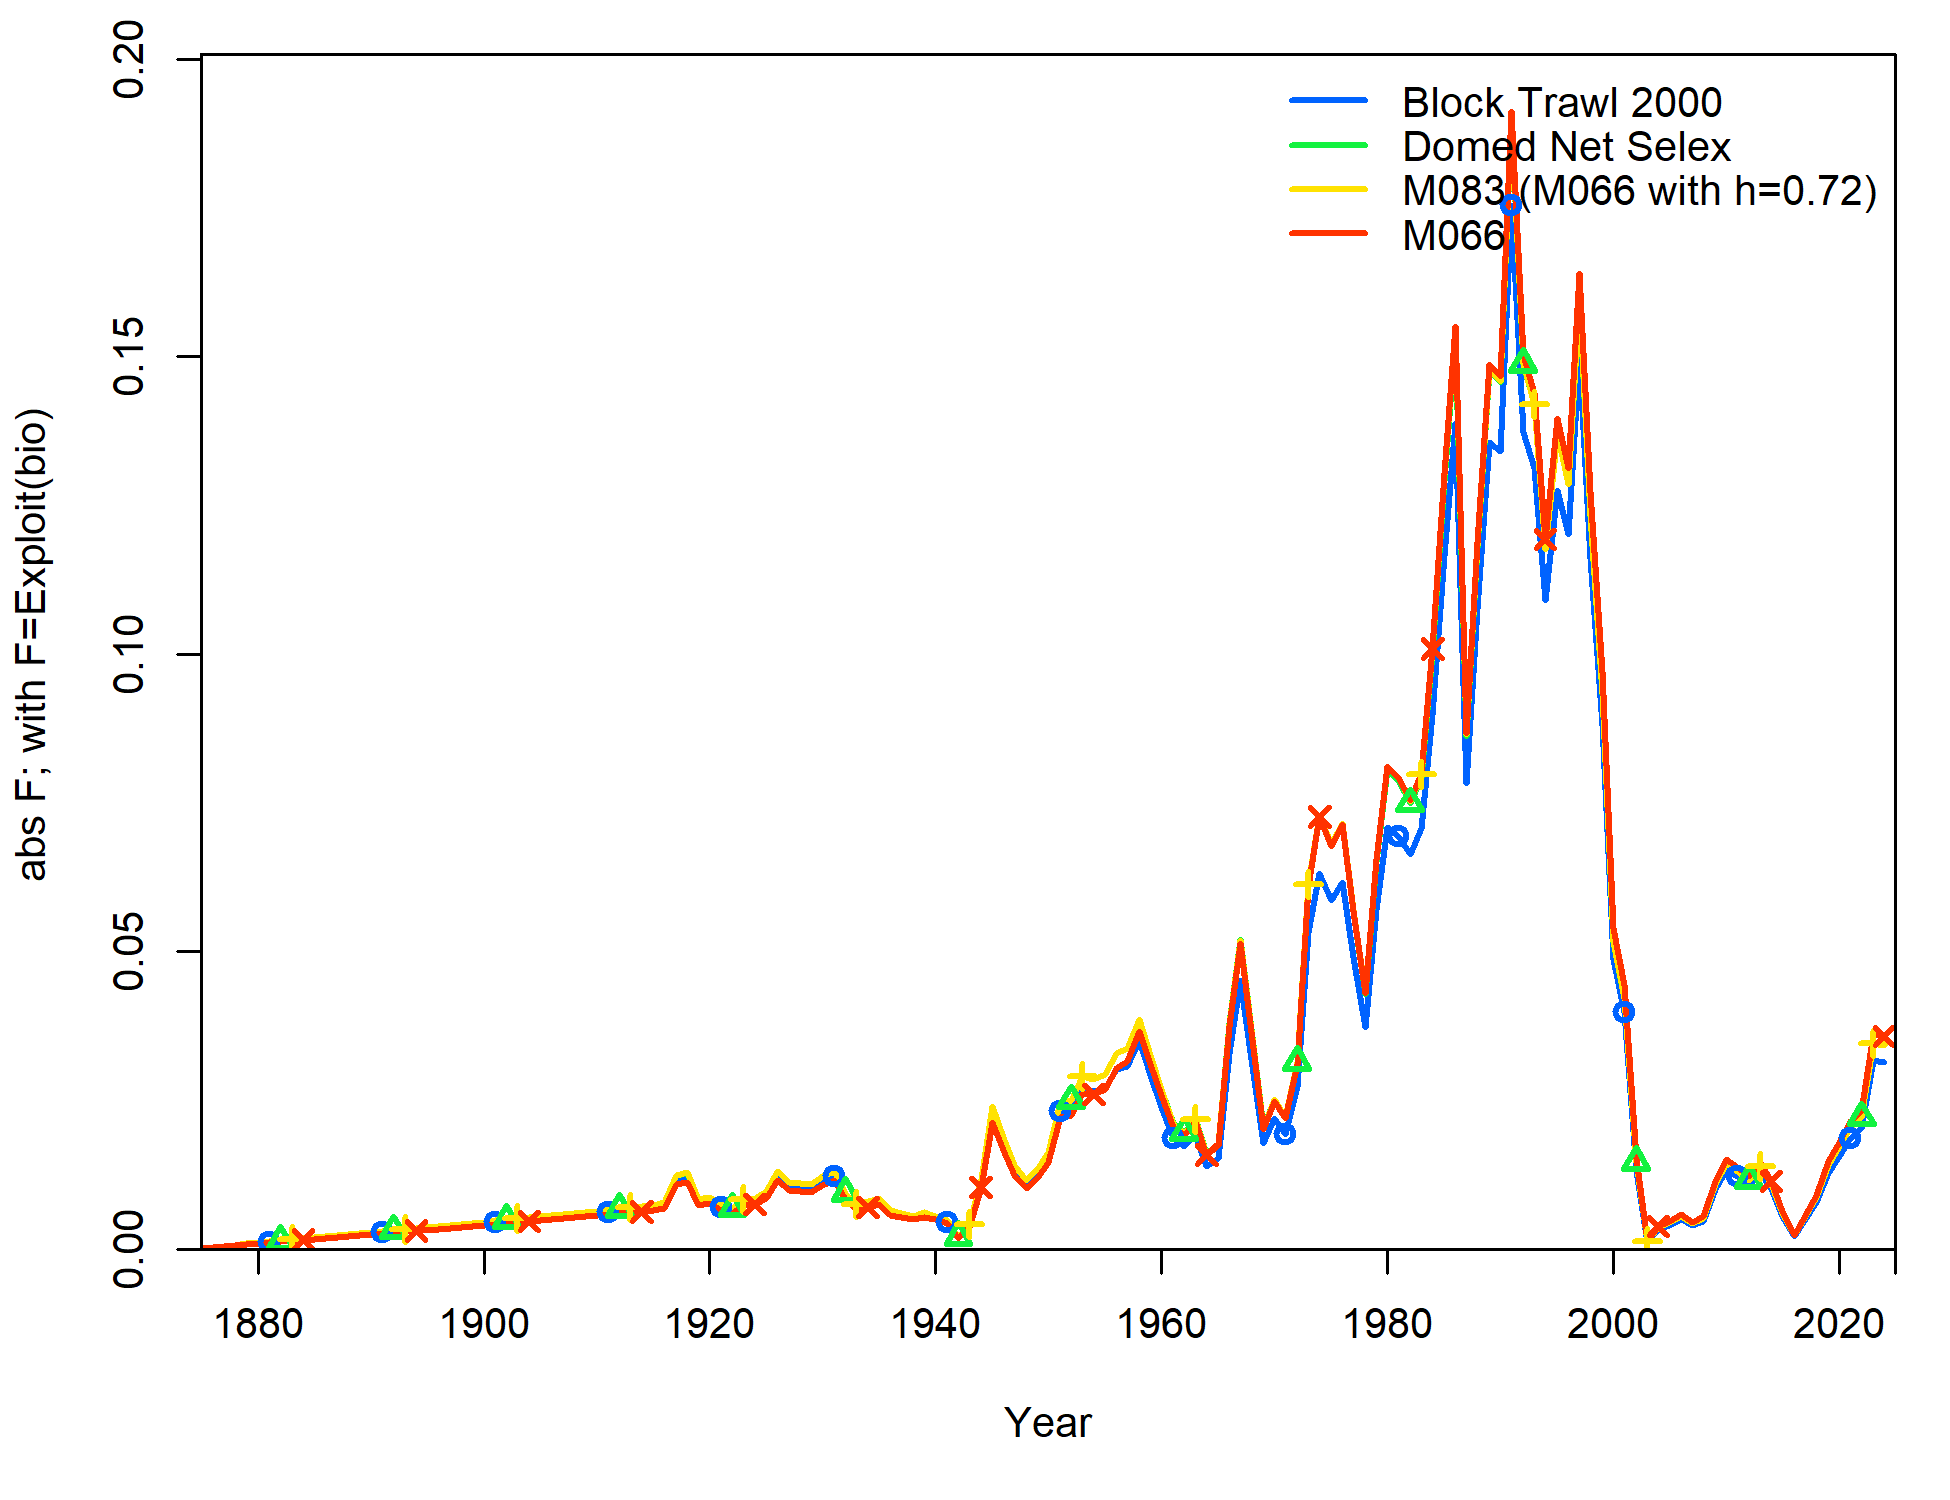 abs F; with F=Exploit(bio)
0.20
0.15
0.10
0.05
0.00
Block Trawl 2000
Domed Net Selex
M083 (M066 with h=0.72)
M066
1880 1900 1920 1940 1960 1980 2000 2020
Year